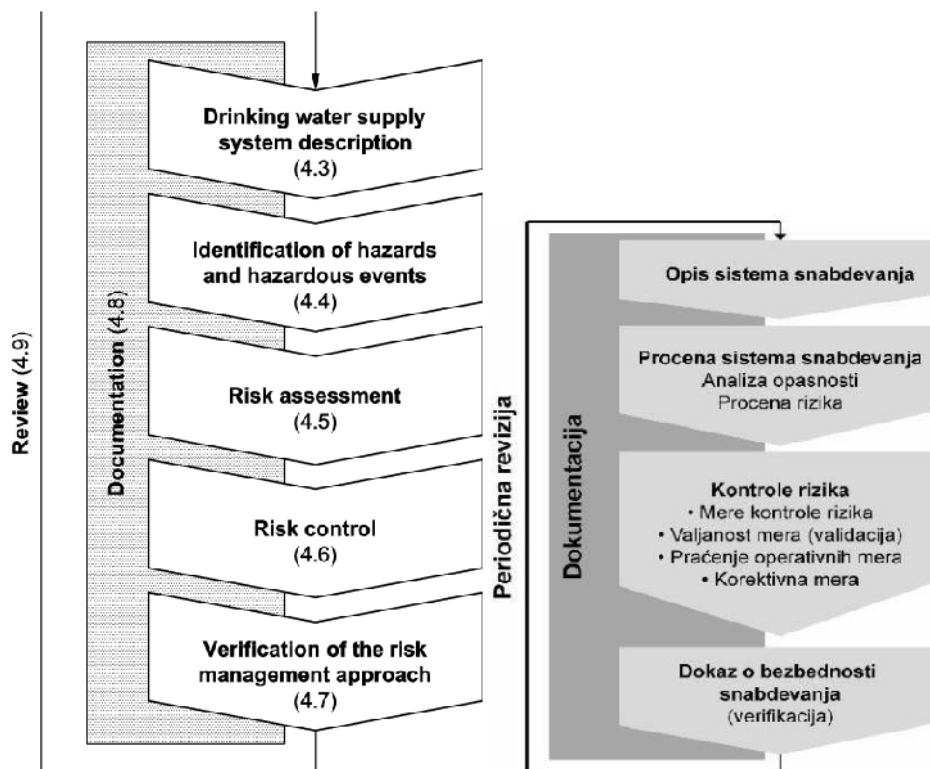 Review (4.9)
Documentation (4.8)
Drinking water supply
system description
(4.3)
Identification of hazards
and hazardous events
(4.4)
Risk assessment
(4.5)
Risk control
(4.6)
Verification of the risk
management approach
(4.7)
Periodična revizija
Dokumentacija
Opis sistema snabdevanja
Procena sistema snabdevanja
Analiza opasnosti
Procena rizika
Kontrole rizika
• Mere kontrole rizika
• Valjanost mera (validacija)
• Praćenje operativnih mera
• Korektivna mera
Dokaz o bezbednosti
snabdevanja
(verifikacija)